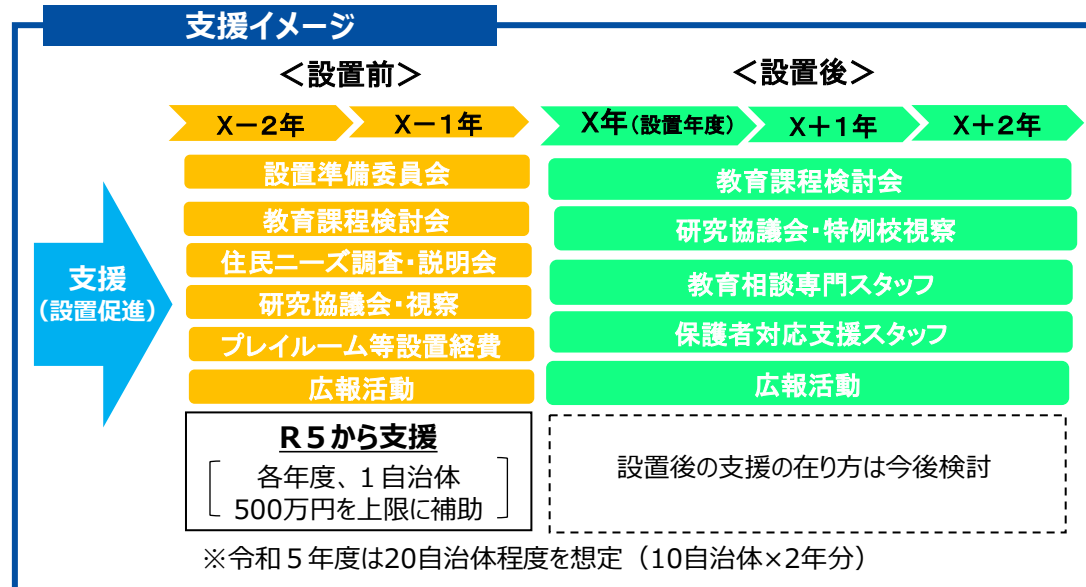 支援イメージ
＜設置前＞
＜設置後＞
X－２年
X－１年
X年（設置年度）
X＋１年
X＋２年
支援
（設置促進）
設置準備委員会
教育課程検討会
住民ニーズ調査・説明会
研究協議会・視察
プレイルーム等設置経費
広報活動
教育課程検討会
研究協議会・特例校視察
教育相談専門スタッフ
保護者対応支援スタッフ
広報活動
Ｒ５から支援
各年度、１自治体
500万円を上限に補助
設置後の支援の在り方は今後検討
※令和５年度は20自治体程度を想定（10自治体×2年分）